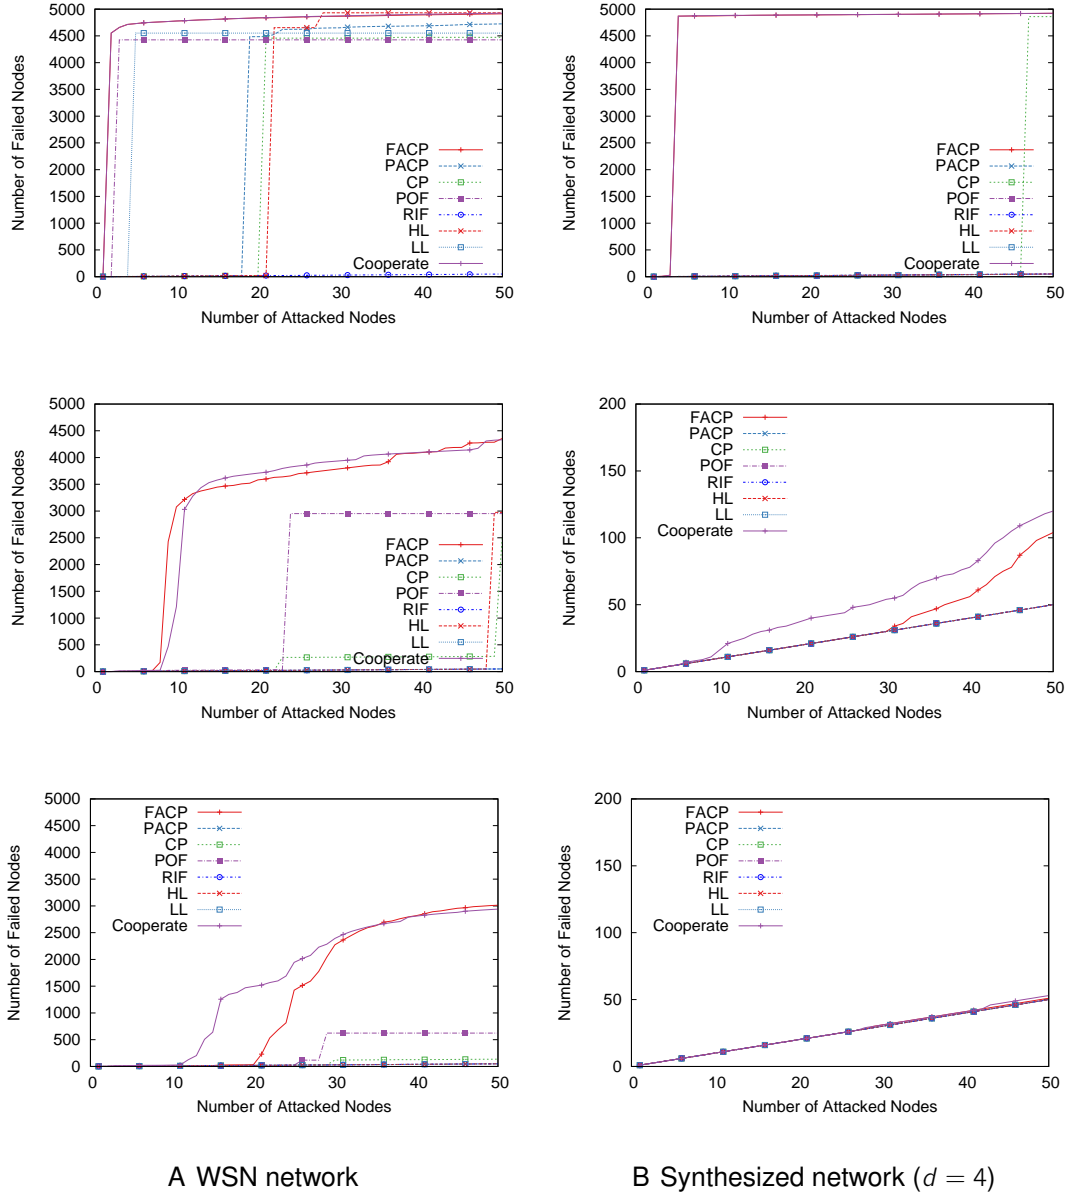 5000
4500
4000
3500
3000
2500
2000
1500
1000
500
0
Number of Failed Nodes
FACP
PACP
CP
POF
RIF
HL
LL
Cooperate
0 10 20 30 40 50
Number of Attacked Nodes
5000
4500
4000
3500
3000
2500
2000
1500
1000
500
0
Number of Failed Nodes
FACP
PACP
CP
POF
RIF
HL
LL
Cooperate
0 10 20 30 40 50
Number of Attacked Nodes
5000
4500
4000
3500
3000
2500
2000
1500
1000
500
0
Number of Failed Nodes
FACP
PACP
CP
POF
RIF
HL
LL
Cooperate
0 10 20 30 40 50
Number of Attacked Nodes
200
150
100
50
0
Number of Failed Nodes
FACP
PACP
CP
POF
RIF
HL
LL
Cooperate
0 10 20 30 40 50
Number of Attacked Nodes
5000
4500
4000
3500
3000
2500
2000
1500
1000
500
0
Number of Failed Nodes
FACP
PACP
CP
POF
RIF
HL
LL
Cooperate
0 10 20 30 40 50
Number of Attacked Nodes
200
150
100
50
0
Number of Failed Nodes
FACP
PACP
CP
POF
RIF
HL
LL
Cooperate
0 10 20 30 40 50
Number of Attacked Nodes
A WSN network
B Synthesized network (d = 4)